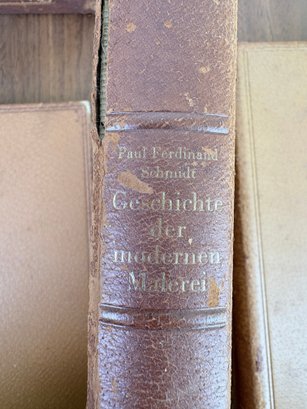 Paul Ferdinand
Schmidt
Geschichte
der
modernen
Malerei